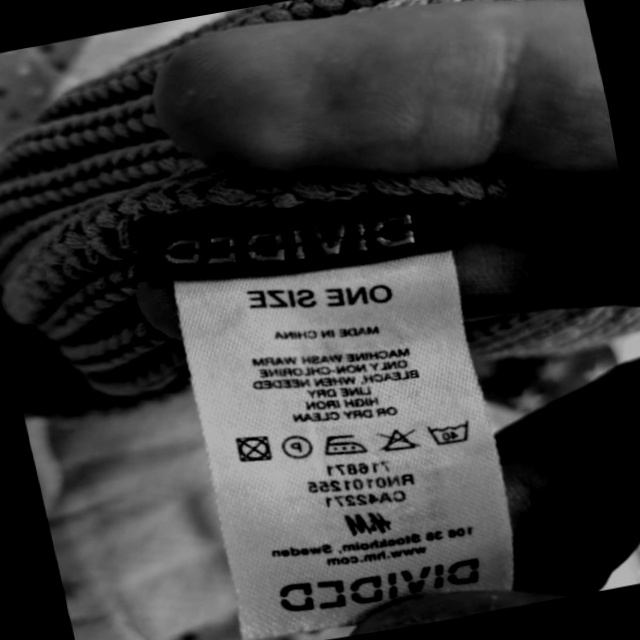 DIVIDED
ONE SIZE
MADE IN CHINA
MACHINE WASH WARM
ONLY NON-CHLORINE
BLEACH, WHEN NEEDED
LINE DRY
HIGH IRON
OR DRY CLEAN
P
716871
RN0101255
CA42271
H&M
106 38 Stockholm, Sweden
www.hm.com
DIVIDED